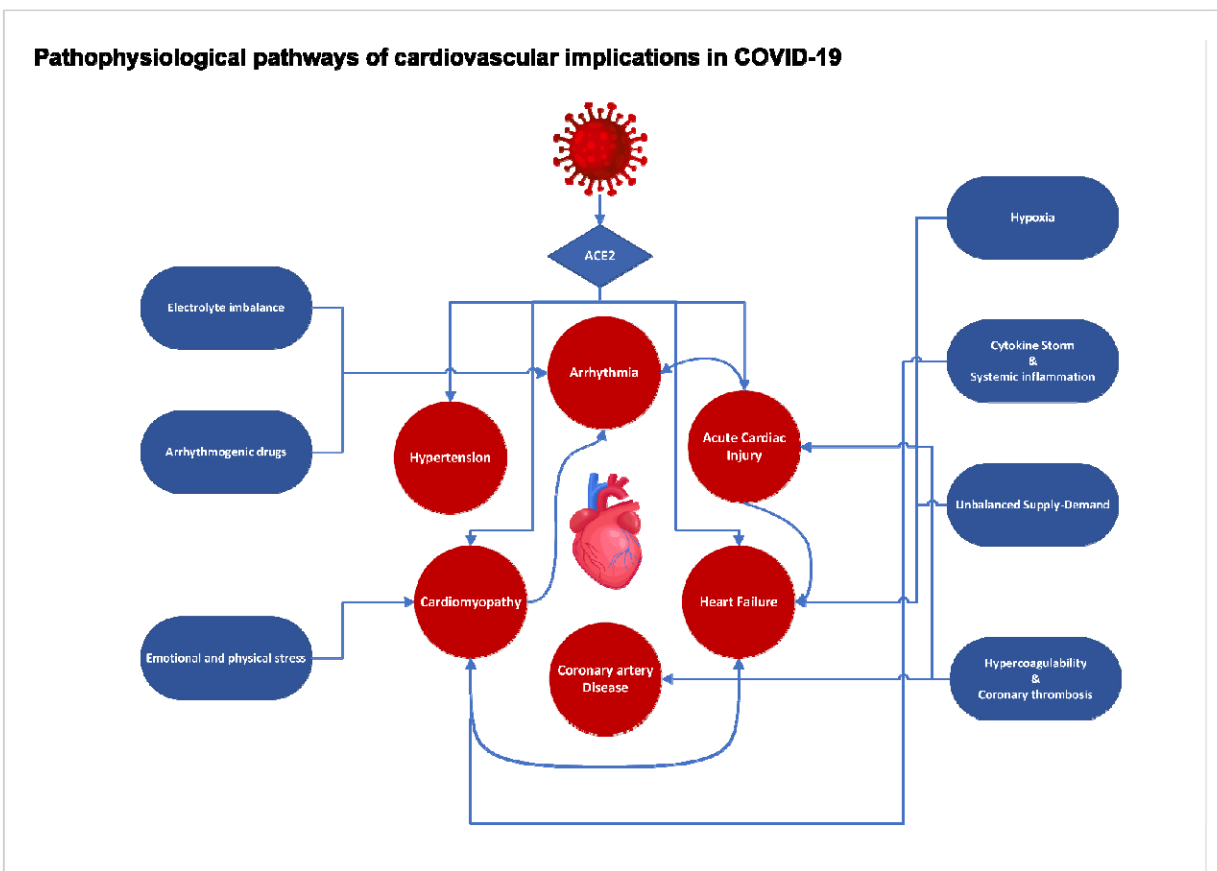 Pathophysiological pathways of cardiovascular implications in COVID-19
ACE2
Hypoxia
Electrolyte imbalance
Cytokine Storm
&
Systemic inflammation
Arrhythmia
Arrhythmogenic drugs
Hypertension
Acute Cardiac
Injury
Unbalanced Supply-Demand
Cardiomyopathy
Heart Failure
Emotional and physical stress
Coronary artery
Disease
Hypercoagulability
&
Coronary thrombosis